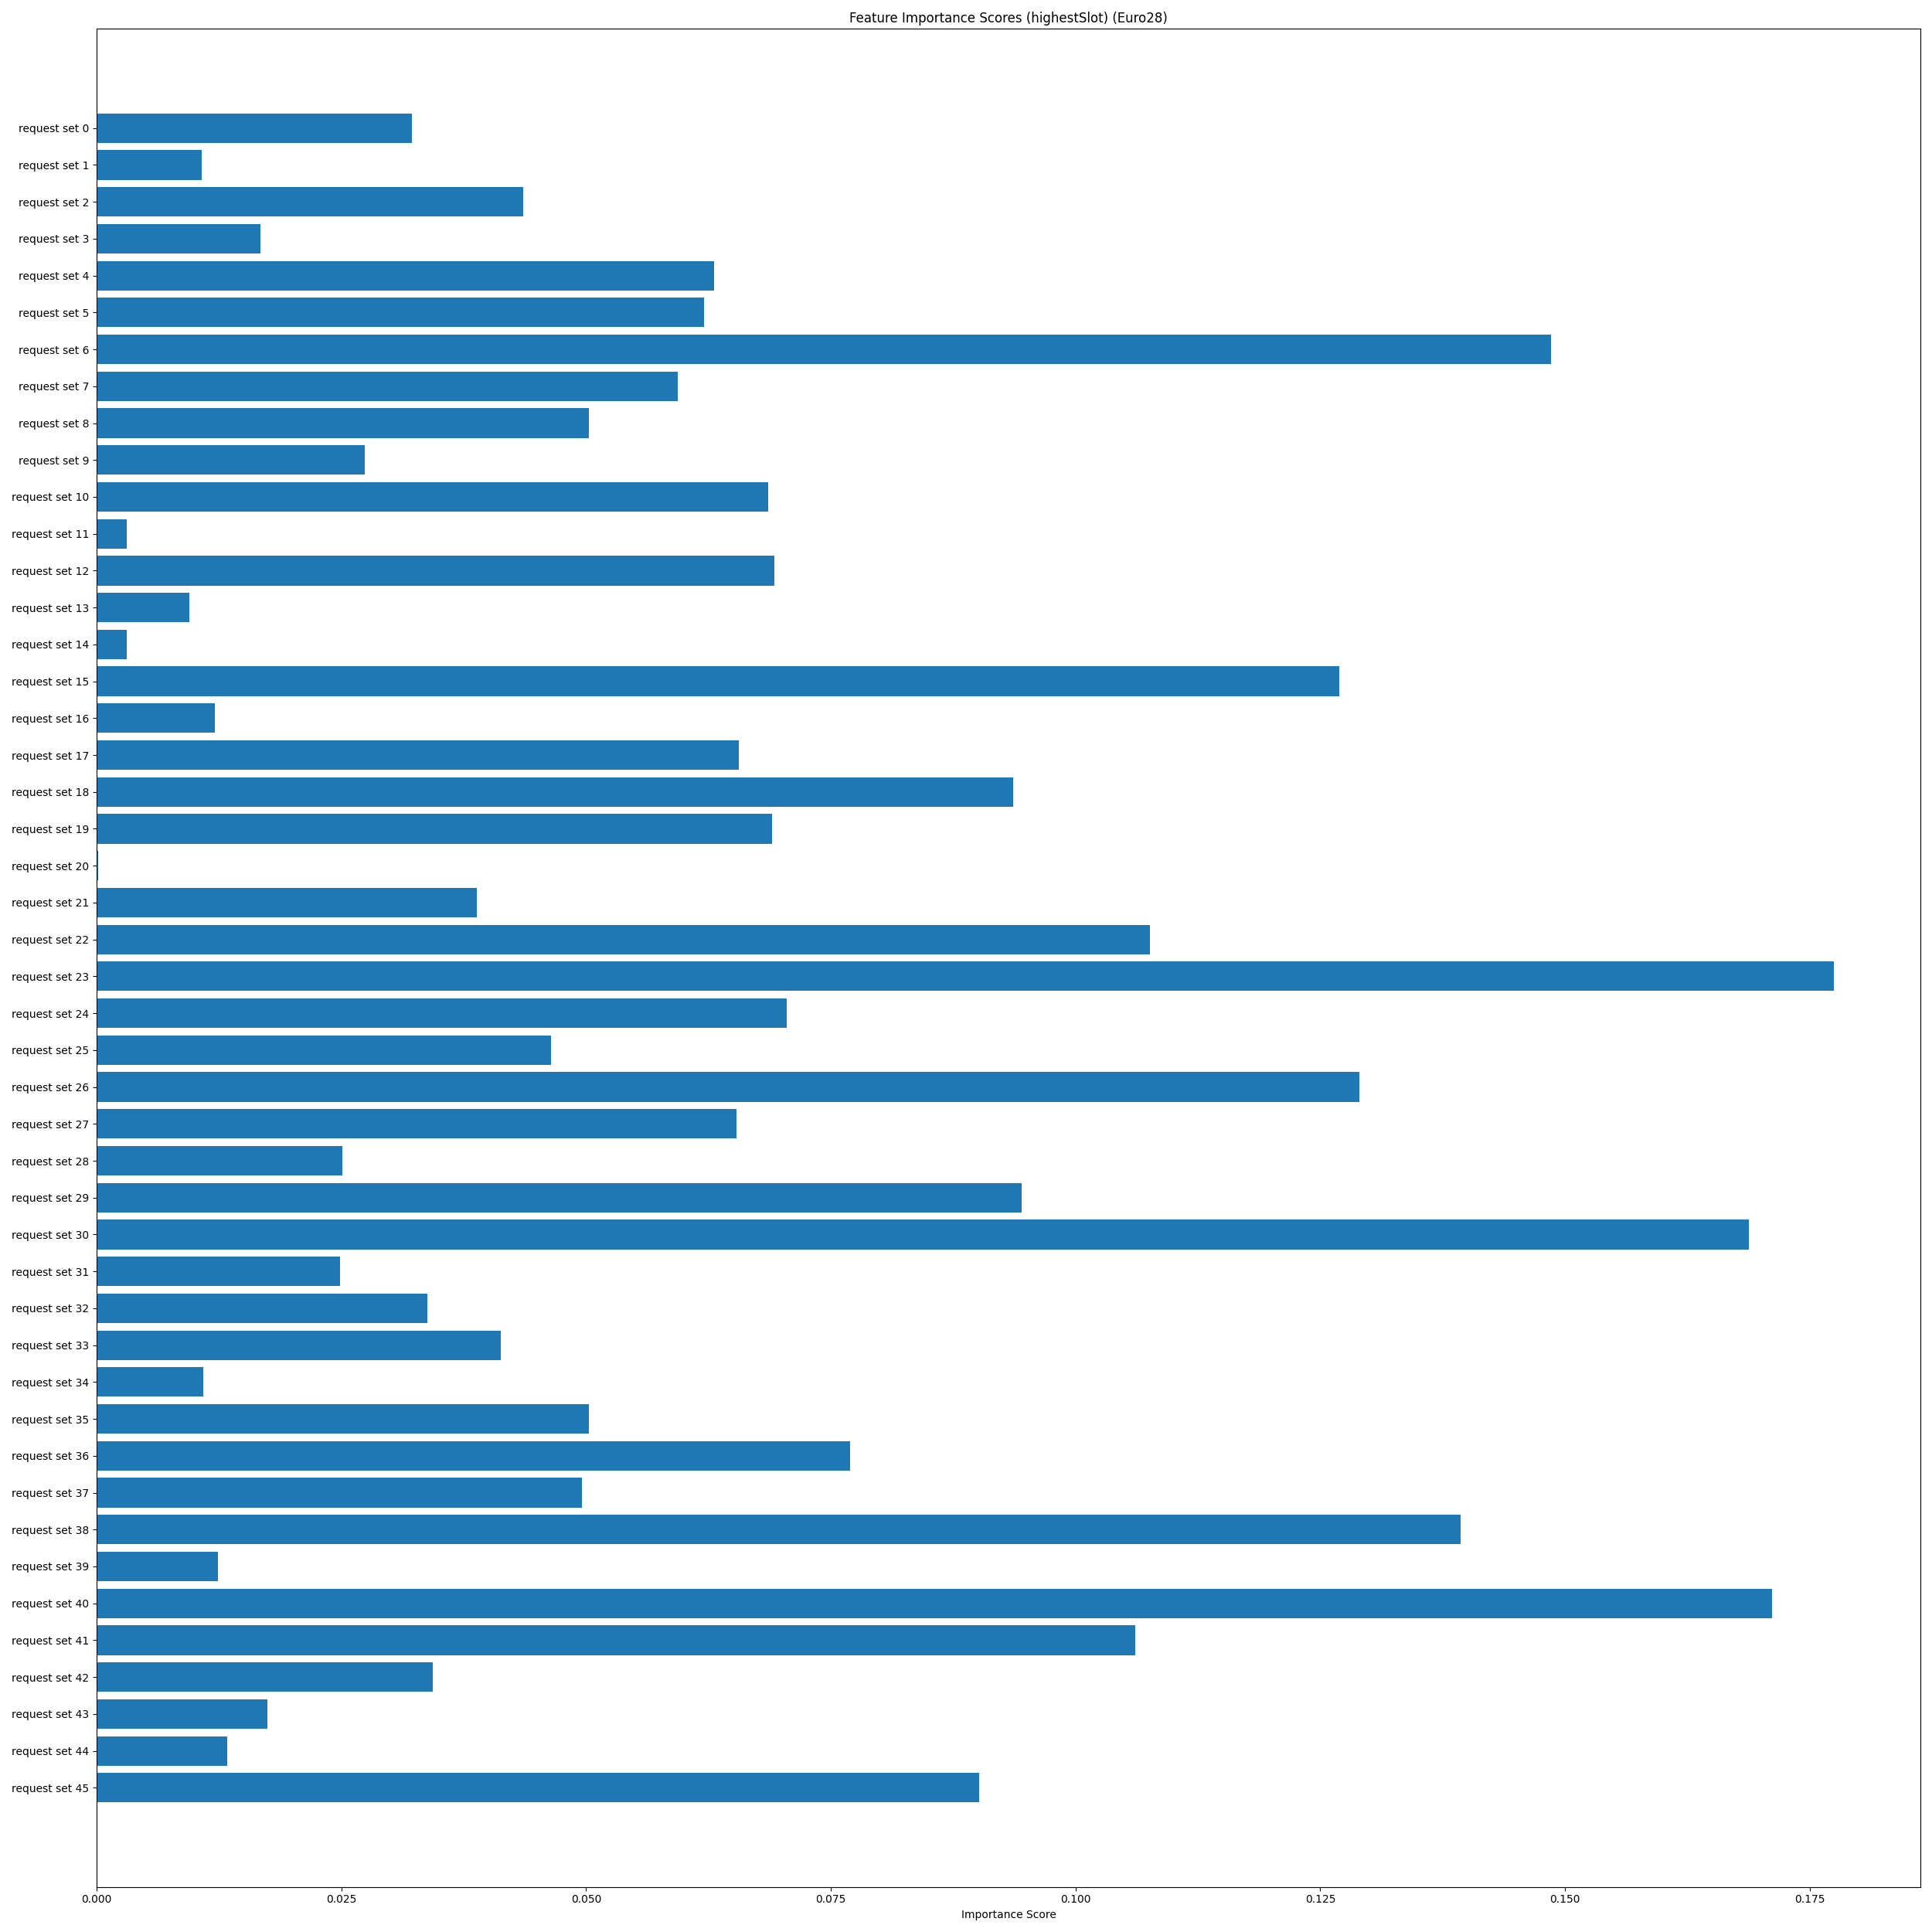 Feature Importance Scores (highestSlot) (Euro28)
request set 0
request set 1
request set 2
request set 3
request set 4
request set 5
request set 6
request set 7
request set 8
request set 9
request set 10
request set 11
request set 12
request set 13
request set 14
request set 15
request set 16
request set 17
request set 18
request set 19
request set 20
request set 21
request set 22
request set 23
request set 24
request set 25
request set 26
request set 27
request set 28
request set 29
request set 30
request set 31
request set 32
request set 33
request set 34
request set 35
request set 36
request set 37
request set 38
request set 39
request set 40
request set 41
request set 42
request set 43
request set 44
request set 45
0.000 0.025 0.050 0.075 0.100 0.125 0.150 0.175
Importance Score